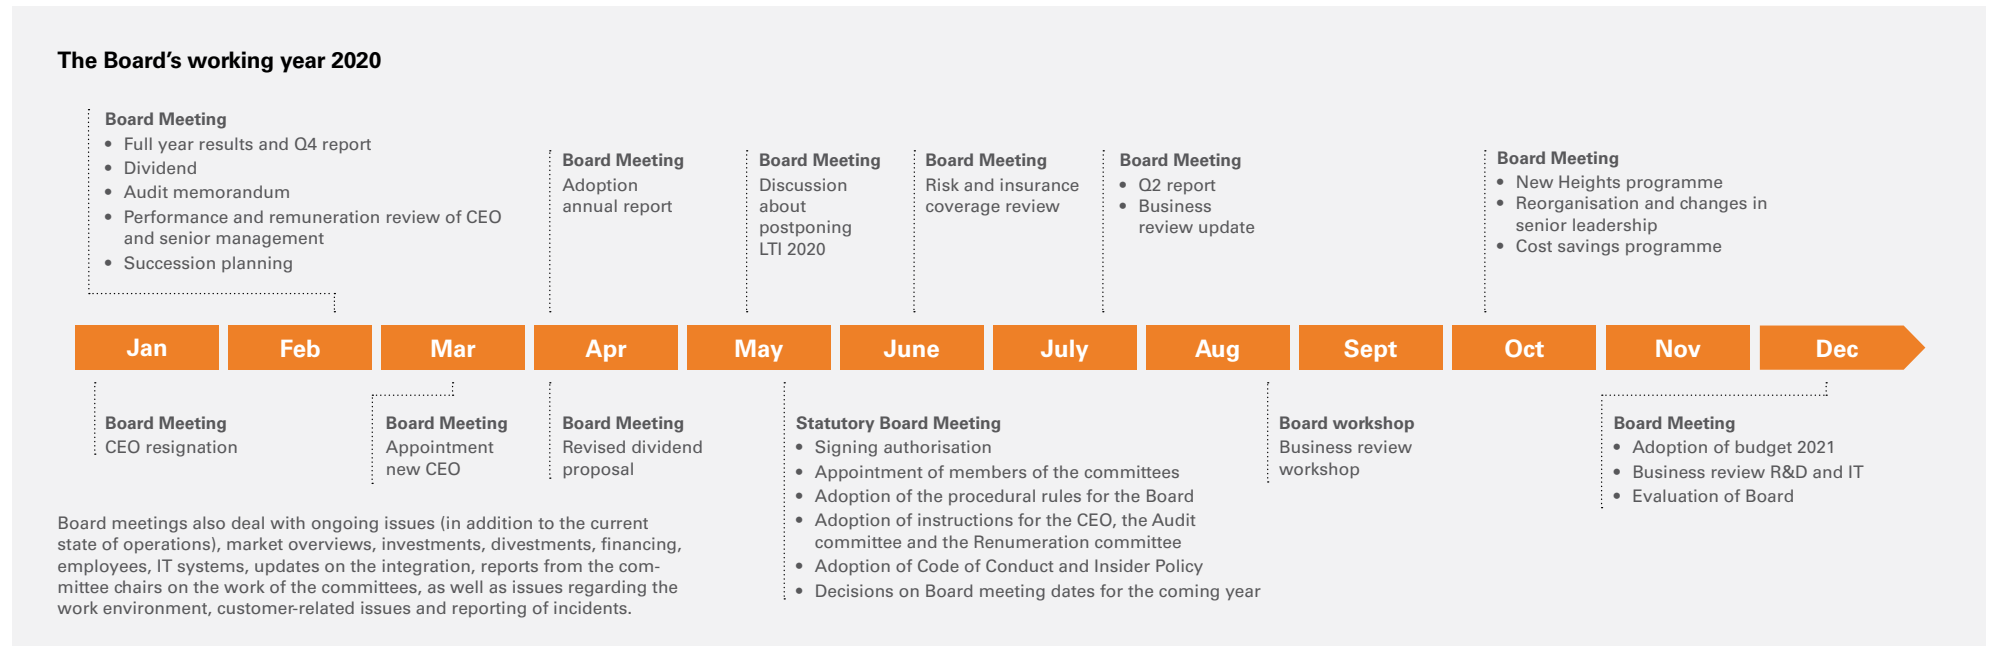 The Board's working year 2020
Board Meeting
• Full year results and Q4 report
• Dividend
• Audit memorandum
• Performance and remuneration review of CEO
and senior management
• Succession planning
Board Meeting
Adoption
annual report
Board Meeting
Discussion
about
postponing
LTI 2020
Board Meeting
Risk and insurance
coverage review
Board Meeting
• Q2 report
• Business
review update
Board Meeting
• New Heights programme
• Reorganisation and changes in
senior leadership
• Cost savings programme
Jan
Feb
Mar
Apr
May
June
July
Aug
Sept
Oct
Nov
Dec
Board Meeting
CEO resignation
Board Meeting
Appointment
new CEO
Board Meeting
Revised dividend
proposal
Statutory Board Meeting
• Signing authorisation
• Appointment of members of the committees
• Adoption of the procedural rules for the Board
• Adoption of instructions for the CEO, the Audit
committee and the Renumeration committee
• Adoption of Code of Conduct and Insider Policy
• Decisions on Board meeting dates for the coming year
Board workshop
Business review
workshop
Board Meeting
• Adoption of budget 2021
• Business review R&D and IT
• Evaluation of Board
Board meetings also deal with ongoing issues (in addition to the current
state of operations), market overviews, investments, divestments, financing,
employees, IT systems, updates on the integration, reports from the com-
mittee chairs on the work of the committees, as well as issues regarding the
work environment, customer-related issues and reporting of incidents.